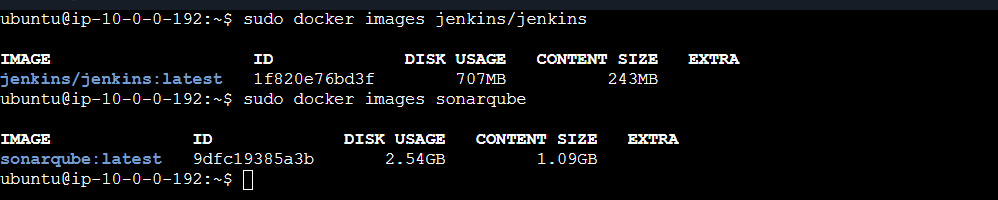 ubuntu@ip-10-0-0-192:~$ sudo docker images jenkins/jenkins
IMAGE ID DISK USAGE CONTENT SIZE EXTRA
jenkins/jenkins:latest 1f820e76bd3f 707MB 243MB
ubuntu@ip-10-0-0-192:~$ sudo docker images sonarqube
IMAGE ID DISK USAGE CONTENT SIZE EXTRA
sonarqube:latest 9dfc19385a3b 2.54GB 1.09GB
ubuntu@ip-10-0-0-192:~$